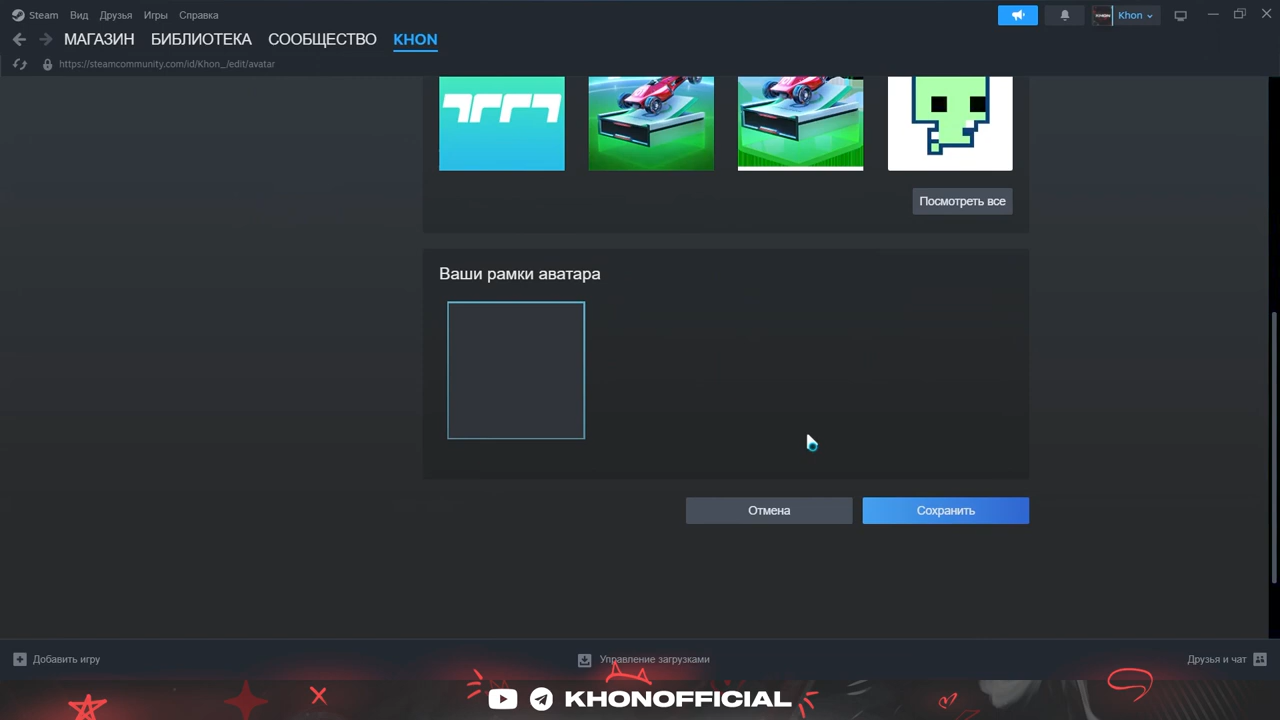 Steam Вид Друзья Игры Справка
Khon
МАГАЗИН БИБЛИОТЕКА СООБЩЕСТВО KHON
https://steamcommunity.com/id/Khon_/edit/avatar
Посмотреть все
Ваши рамки аватара
Отмена Сохранить
Добавить игру Управление загрузками Друзья и чат
KHONOFFICIAL